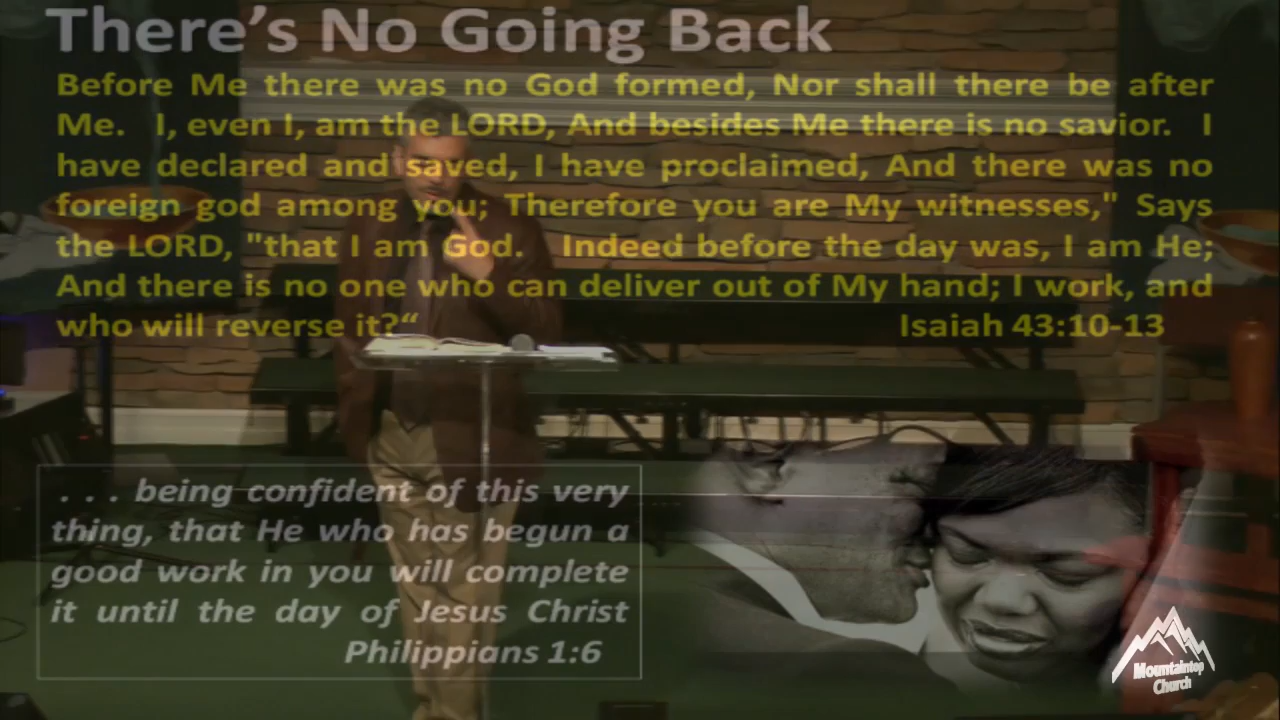 There’s No Going Back
Before Me there was no God formed, Nor shall there be after
Me. I, even I, am the LORD, And besides Me there is no savior. I
have declared and saved, I have proclaimed, And there was no
foreign god among you; Therefore you are My witnesses," Says
the LORD, "that I am God. Indeed before the day was, I am He;
And there is no one who can deliver out of My hand; I work, and
who will reverse it?“ Isaiah 43:10-13
. . . being confident of this very
thing, that He who has begun a
good work in you will complete
it until the day of Jesus Christ
Philippians 1:6
Mountaintop
Church